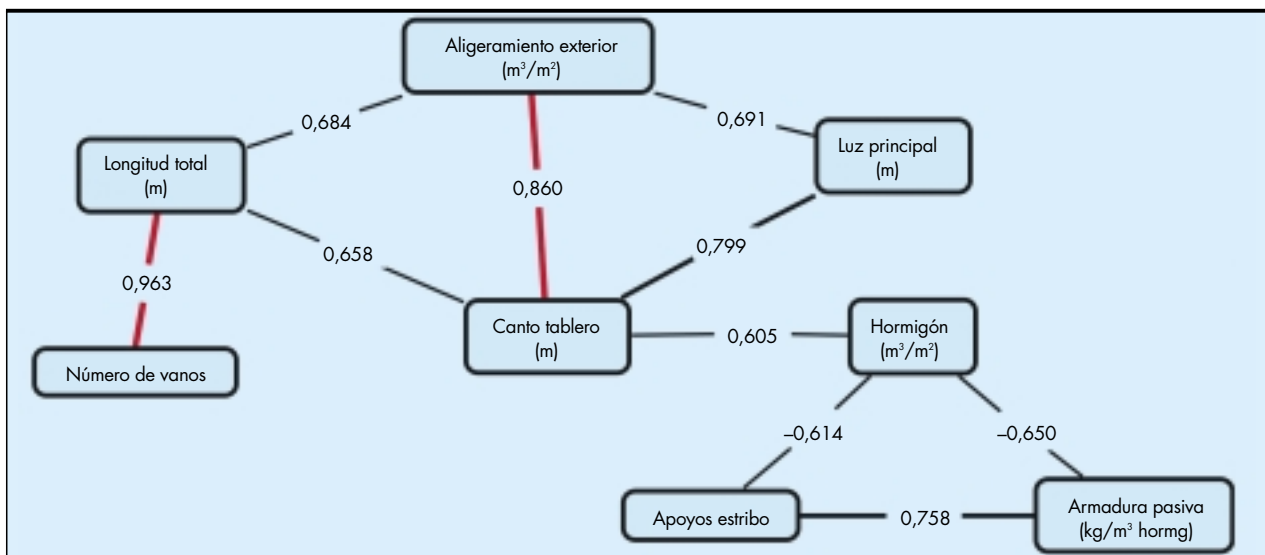 Aligeramiento exterior
(m³/m²)
0,684
0,691
Longitud total
(m)
Luz principal
(m)
0,860
0,658
0,799
0,963
Canto tablero
(m)
0,605
Hormigón
(m³/m²)
Número de vanos
–0,614
–0,650
Apoyos estribo
0,758
Armadura pasiva
(kg/m³ hormg)